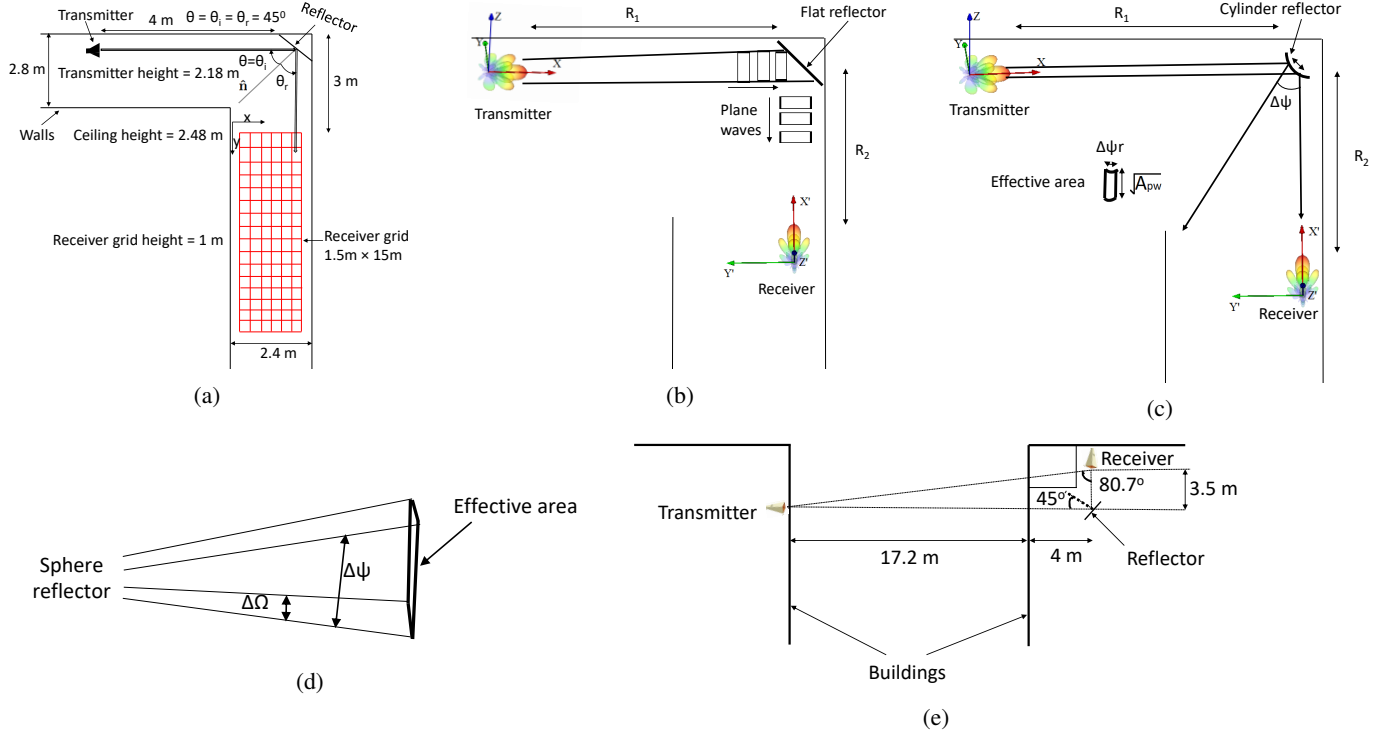 Transmitter
4 m
θ = θi = θr = 45º
Reflector
2.8 m
Transmitter height = 2.18 m
θ=θi
n̂
θr
3 m
Walls
Ceiling height = 2.48 m
x
y
Receiver grid height = 1 m
Receiver grid
1.5m × 15m
2.4 m
(a)
Z
R1
Flat reflector
Y
X
Transmitter
Plane
waves
R2
X'
Y'
Z'
Receiver
(b)
Z
R1
Cylinder reflector
Y
X
Transmitter
Δψ
Δψr
Effective area
√Apw
R2
X'
Y'
Z'
Receiver
(c)
Effective area
Sphere
reflector
Δψ
ΔΩ
(d)
Receiver
Transmitter
45º
80.7º
3.5 m
17.2 m
4 m
Reflector
Buildings
(e)